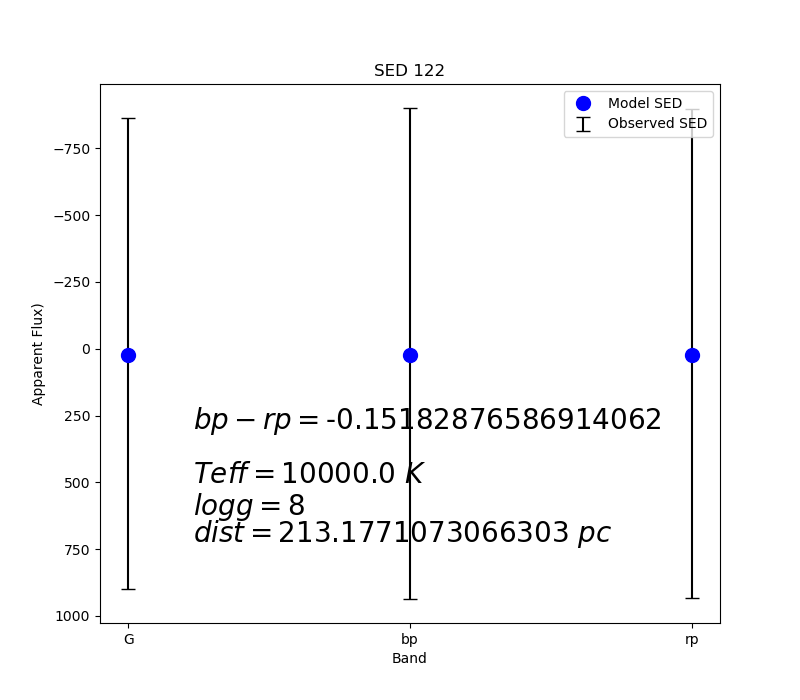 SED 122
Model SED
Observed SED
−750
−500
−250
0
250
500
750
1000
Apparent Flux)
bp − rp = -0.15182876586914062
Teff = 10000.0 K
logg = 8
dist = 213.1771073066303 pc
G bp rp
Band